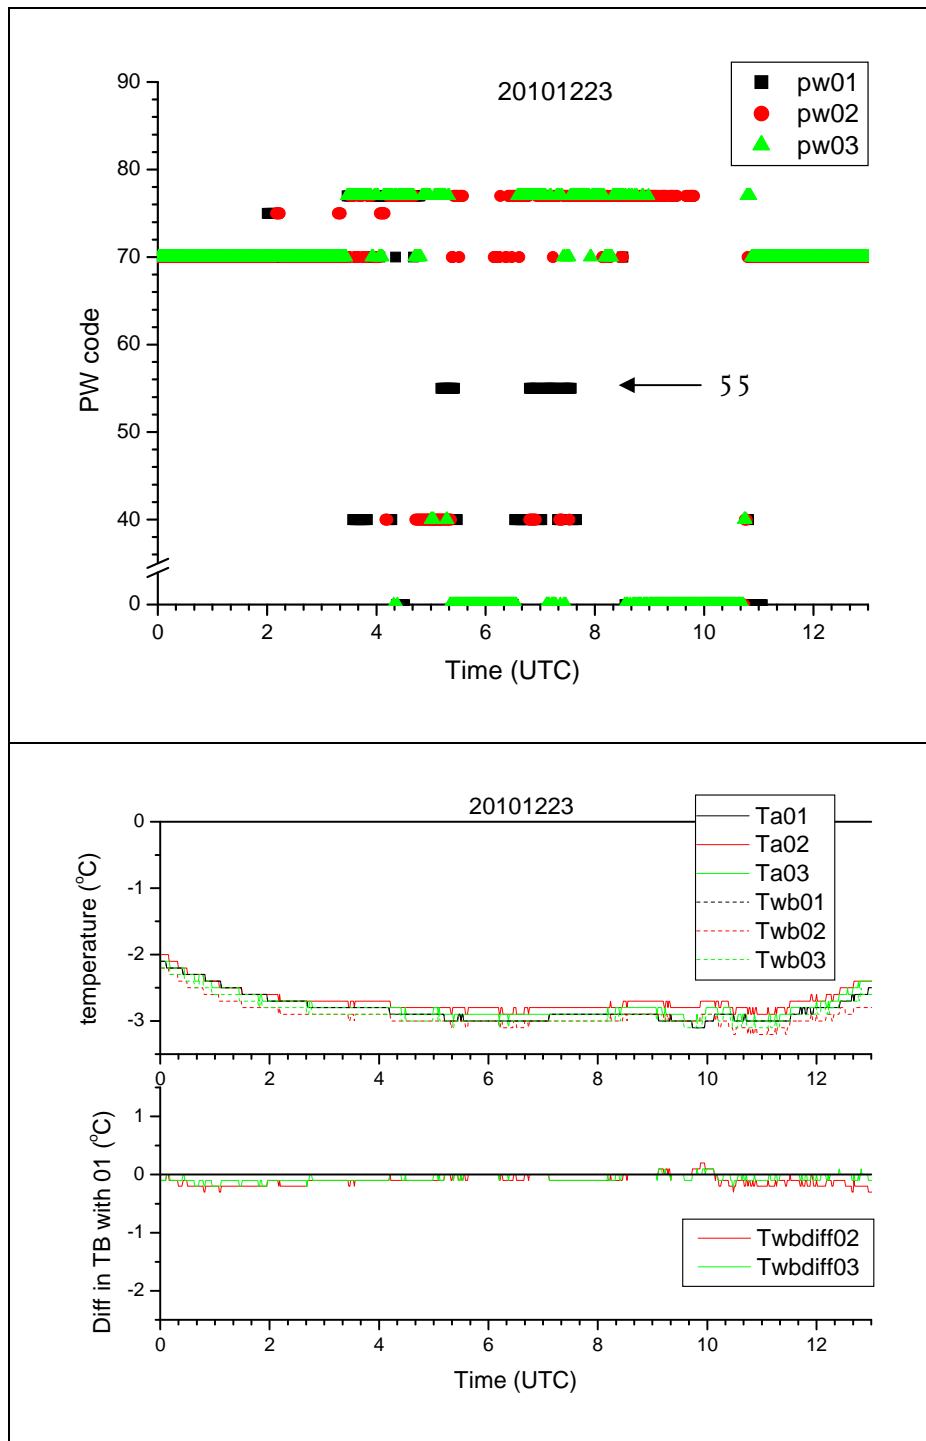 20101223
pw01
pw02
pw03
90
80
70
60
50
40
0
PW code
55
0 2 4 6 8 10 12
Time (UTC)
20101223
Ta01
Ta02
Ta03
Twb01
Twb02
Twb03
0
-1
-2
-3
temperature (°C)
0 2 4 6 8 10 12
1
0
-1
-2
Diff in TB with 01 (°C)
Twbdiff02
Twbdiff03
0 2 4 6 8 10 12
Time (UTC)